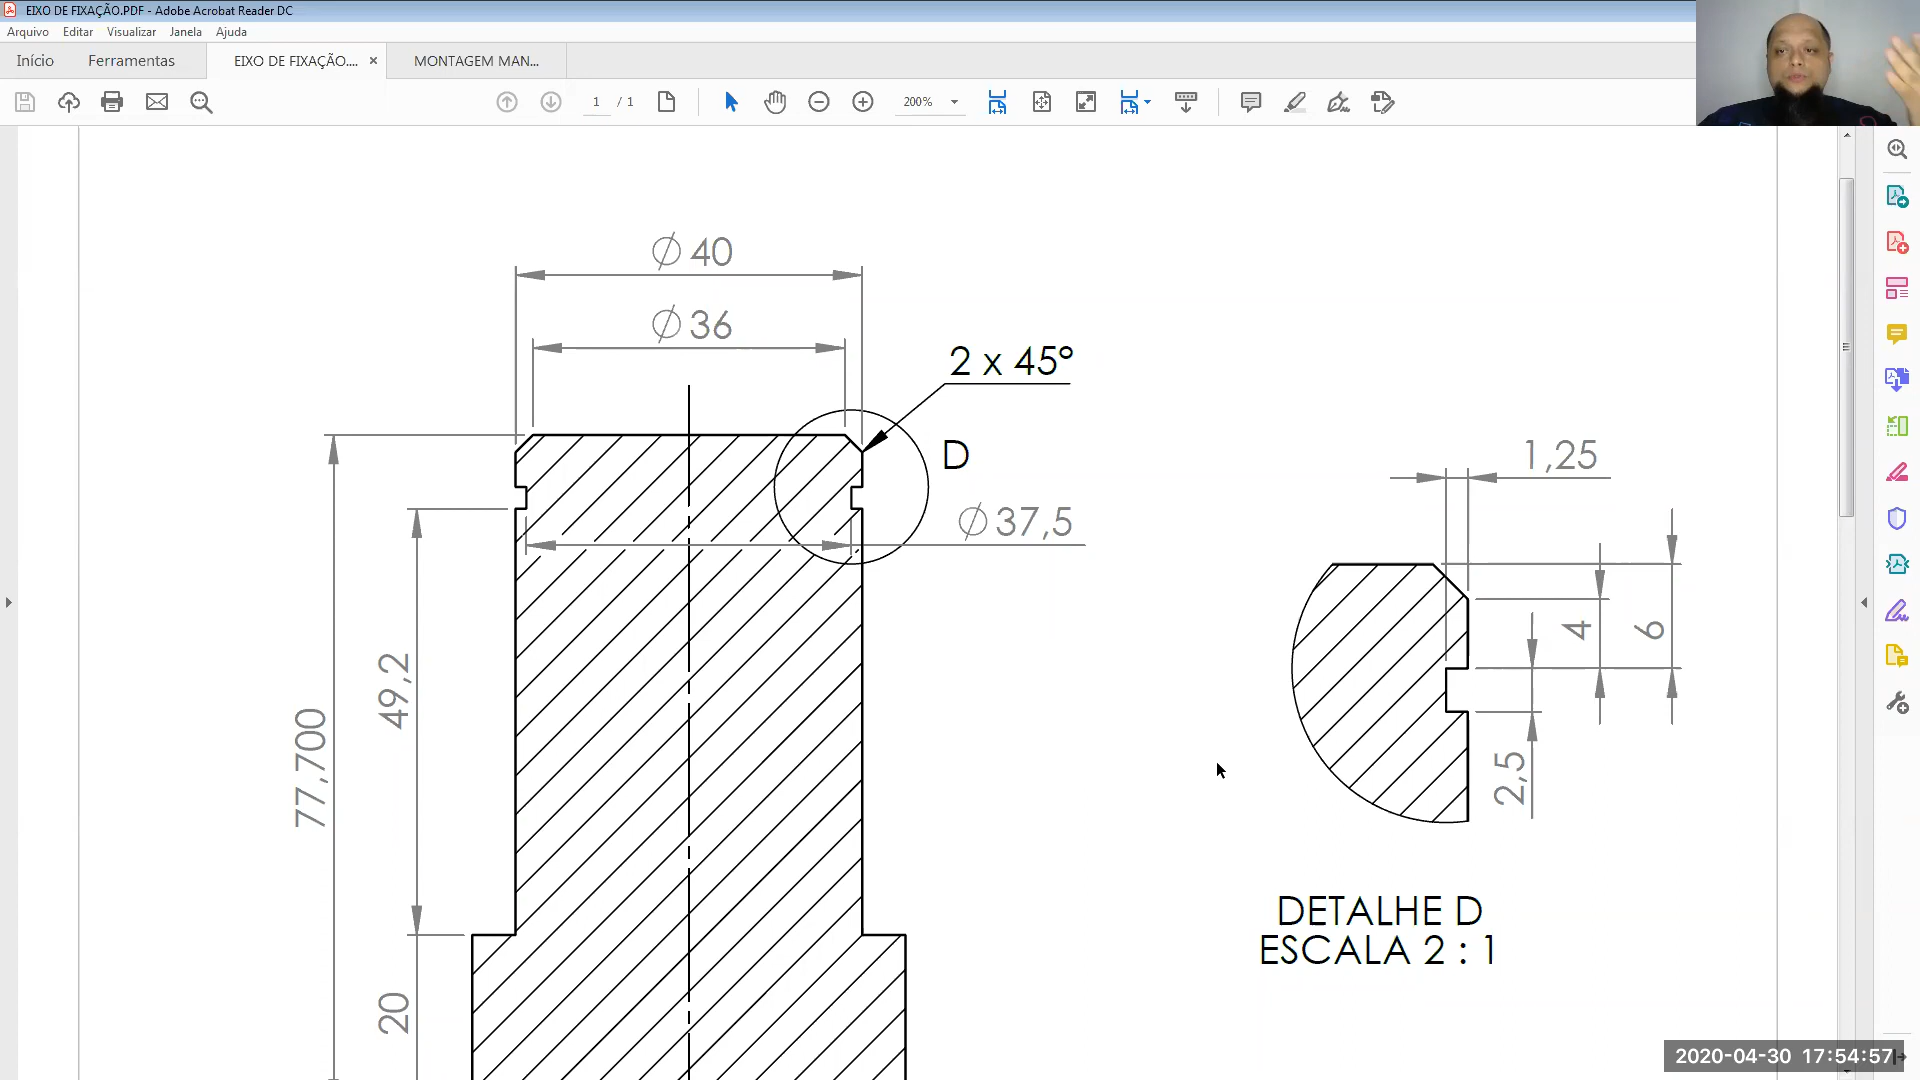 EIXO DE FIXAÇÃO.PDF - Adobe Acrobat Reader DC
Arquivo Editar Visualizar Janela Ajuda
Início Ferramentas EIXO DE FIXAÇÃO.... × MONTAGEM MAN...
1 / 1 200%
Ø 40
Ø 36
2 x 45º
D
Ø 37,5
49,2
77,700
20
1,25
4
6
2,5
DETALHE D
ESCALA 2 : 1
2020-04-30 17:54:57